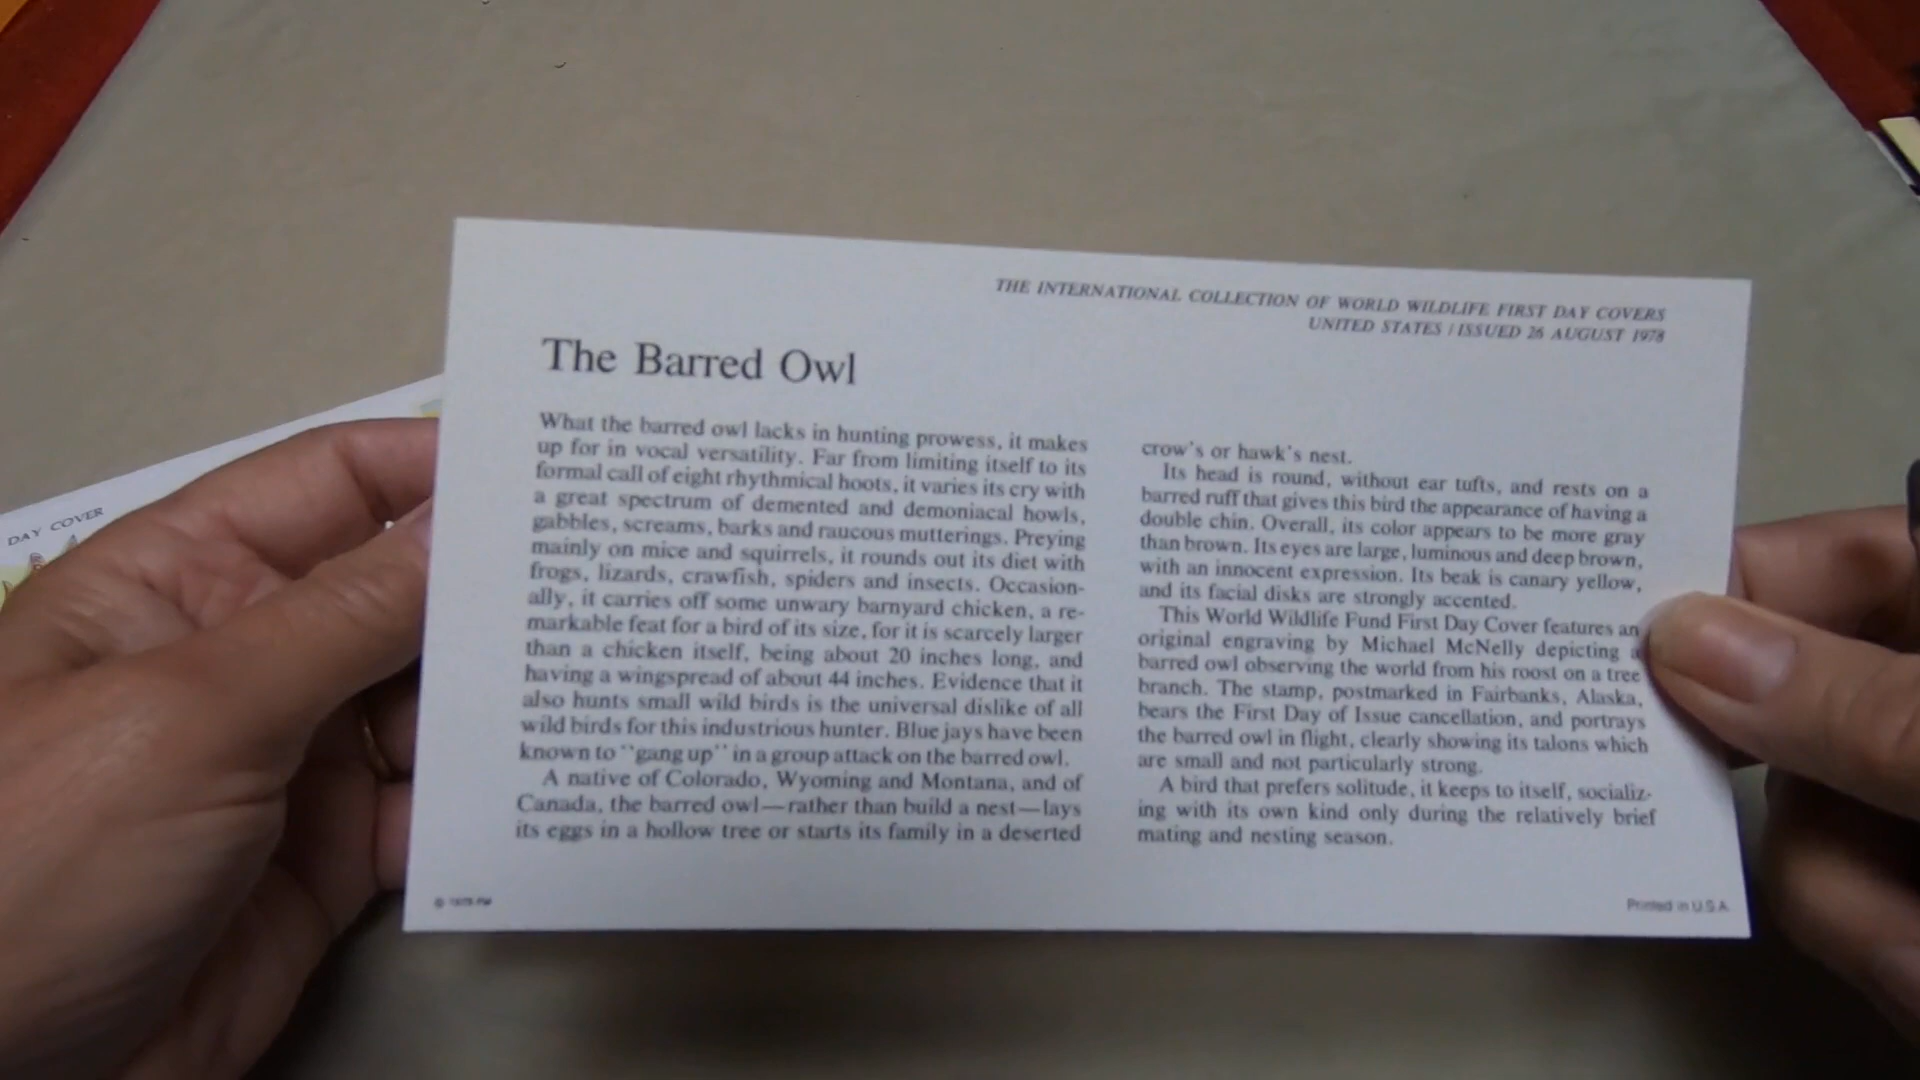 THE INTERNATIONAL COLLECTION OF WORLD WILDLIFE FIRST DAY COVERS
UNITED STATES / ISSUED 26 AUGUST 1978
The Barred Owl
What the barred owl lacks in hunting prowess, it makes
up for in vocal versatility. Far from limiting itself to its
formal call of eight rhythmical hoots, it varies its cry with
a great spectrum of demented and demoniacal howls,
gabbles, screams, barks and raucous mutterings. Preying
mainly on mice and squirrels, it rounds out its diet with
frogs, lizards, crawfish, spiders and insects. Occasion-
ally, it carries off some unwary barnyard chicken, a re-
markable feat for a bird of its size, for it is scarcely larger
than a chicken itself, being about 20 inches long, and
having a wingspread of about 44 inches. Evidence that it
also hunts small wild birds is the universal dislike of all
wild birds for this industrious hunter. Blue jays have been
known to "gang up" in a group attack on the barred owl.
A native of Colorado, Wyoming and Montana, and of
Canada, the barred owl—rather than build a nest—lays
its eggs in a hollow tree or starts its family in a deserted
crow's or hawk's nest.
Its head is round, without ear tufts, and rests on a
barred ruff that gives this bird the appearance of having a
double chin. Overall, its color appears to be more gray
than brown. Its eyes are large, luminous and deep brown,
with an innocent expression. Its beak is canary yellow,
and its facial disks are strongly accented.
This World Wildlife Fund First Day Cover features an
original engraving by Michael McNelly depicting a
barred owl observing the world from his roost on a tree
branch. The stamp, postmarked in Fairbanks, Alaska,
bears the First Day of Issue cancellation, and portrays
the barred owl in flight, clearly showing its talons which
are small and not particularly strong.
A bird that prefers solitude, it keeps to itself, socializ-
ing with its own kind only during the relatively brief
mating and nesting season.
Printed in U.S.A.
DAY COVER